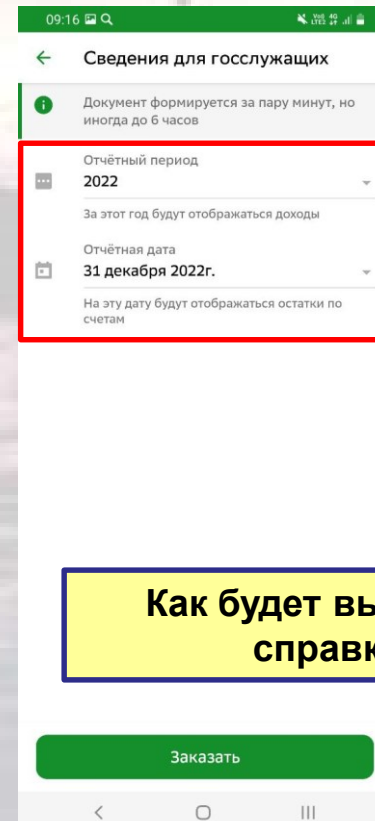 09:16
Сведения для госслужащих
Документ формируется за пару минут, но
иногда до 6 часов
Отчётный период
2022
За этот год будут отображаться доходы
Отчётная дата
31 декабря 2022г.
На эту дату будут отображаться остатки по
счетам
Как будет
Заказать